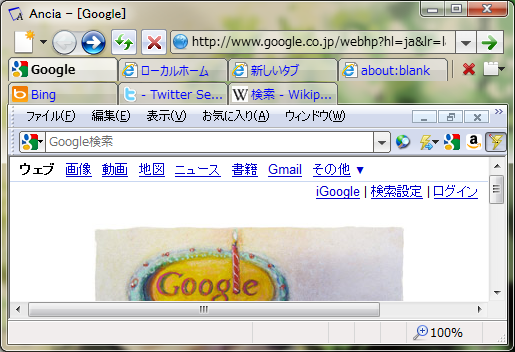 Ancia – [Google]
http://www.google.co.jp/webhp?hl=ja&lr=l
Google ローカルホーム 新しいタブ about:blank
Bing - Twitter Se... 検索 - Wikip...
ファイル(F) 編集(E) 表示(V) お気に入り(A) ウィンドウ(W)
Google検索
ウェブ 画像 動画 地図 ニュース 書籍 Gmail その他 ▼
iGoogle | 検索設定 | ログイン
Google
100%